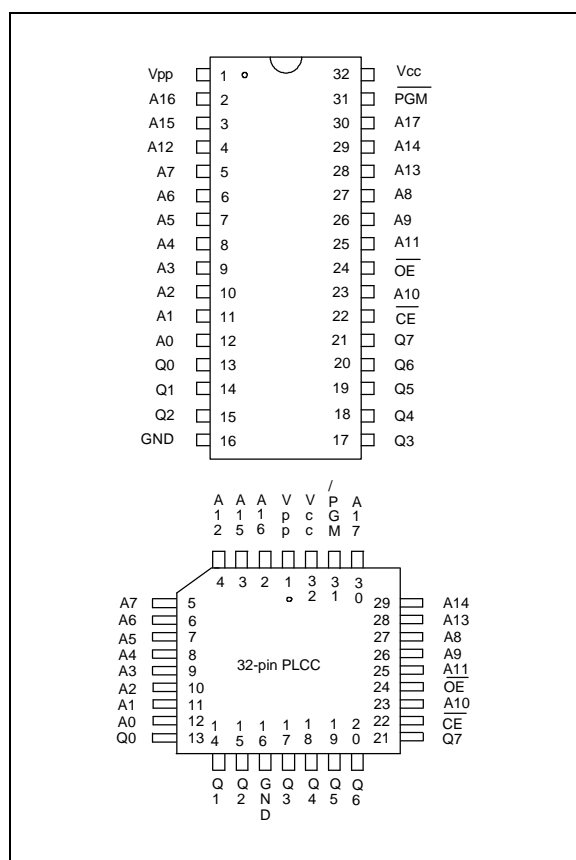 Vpp 1 32 Vcc
A16 2 31 PGM
A15 3 30 A17
A12 4 29 A14
A7 5 28 A13
A6 6 27 A8
A5 7 26 A9
A4 8 25 A11
A3 9 24 OE
A2 10 23 A10
A1 11 22 CE
A0 12 21 Q7
Q0 13 20 Q6
Q1 14 19 Q5
Q2 15 18 Q4
GND 16 17 Q3
A12 A15 A16 Vpp Vcc /PGM A17
4 3 2 1 32 31 30
A7 5 29 A14
A6 6 28 A13
A5 7 27 A8
A4 8 26 A9
A3 9 32-pin PLCC 25 A11
A2 10 24 OE
A1 11 23 A10
A0 12 22 CE
Q0 13 21 Q7
14 15 16 17 18 19 20
Q1 Q2 GND Q3 Q4 Q5 Q6